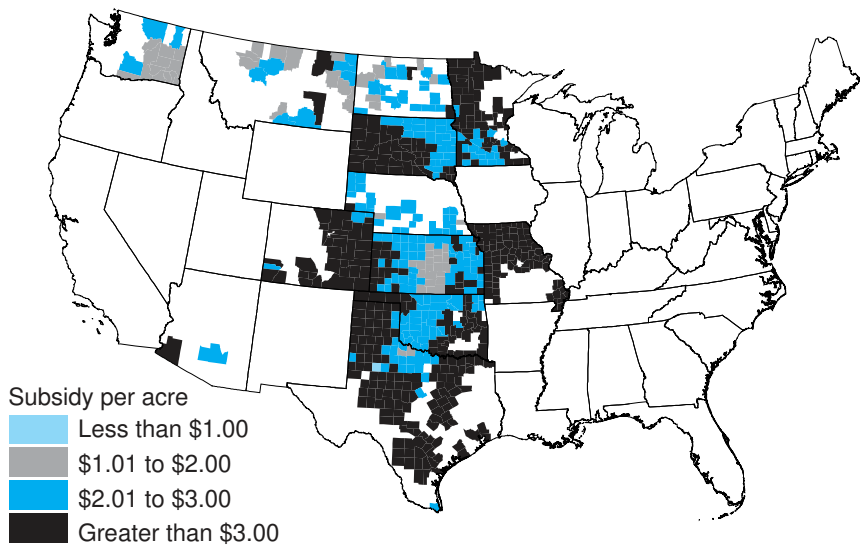 Subsidy per acre
Less than $1.00
$1.01 to $2.00
$2.01 to $3.00
Greater than $3.00